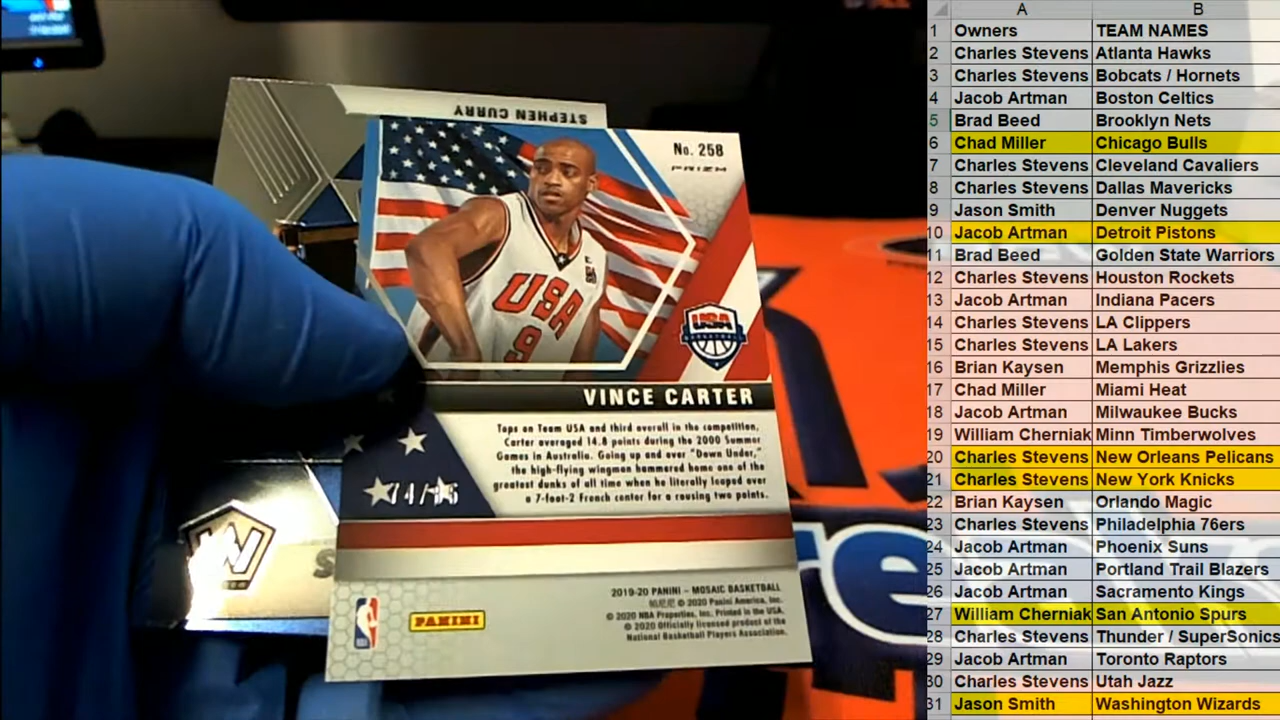 STEPHEN CURRY
No. 258
PRIZM
USA
9
USA
BASKETBALL
VINCE CARTER
Tops on Team USA and third overall in the competition,
Carter averaged 14.8 points during the 2000 Summer
Games in Australia. Going up and over "Down Under,"
the high-flying wingman hammered home one of the
greatest dunks of all time when he literally leaped over
a 7-foot-2 French center for a rousing two points.
2019-20 PANINI – MOSAIC BASKETBALL
帕尼尼 © 2020 Panini America, Inc.
© 2020 NBA Properties, Inc. Printed in the USA.
© 2020 Officially licensed product of the
National Basketball Players Association.
PANINI
A B
1 Owners TEAM NAMES
2 Charles Stevens Atlanta Hawks
3 Charles Stevens Bobcats / Hornets
4 Jacob Artman Boston Celtics
5 Brad Beed Brooklyn Nets
6 Chad Miller Chicago Bulls
7 Charles Stevens Cleveland Cavaliers
8 Charles Stevens Dallas Mavericks
9 Jason Smith Denver Nuggets
10 Jacob Artman Detroit Pistons
11 Brad Beed Golden State Warriors
12 Charles Stevens Houston Rockets
13 Jacob Artman Indiana Pacers
14 Charles Stevens LA Clippers
15 Charles Stevens LA Lakers
16 Brian Kaysen Memphis Grizzlies
17 Chad Miller Miami Heat
18 Jacob Artman Milwaukee Bucks
19 William Cherniak Minn Timberwolves
20 Charles Stevens New Orleans Pelicans
21 Charles Stevens New York Knicks
22 Brian Kaysen Orlando Magic
23 Charles Stevens Philadelphia 76ers
24 Jacob Artman Phoenix Suns
25 Jacob Artman Portland Trail Blazers
26 Jacob Artman Sacramento Kings
27 William Cherniak San Antonio Spurs
28 Charles Stevens Thunder / SuperSonics
29 Jacob Artman Toronto Raptors
30 Charles Stevens Utah Jazz
31 Jason Smith Washington Wizards